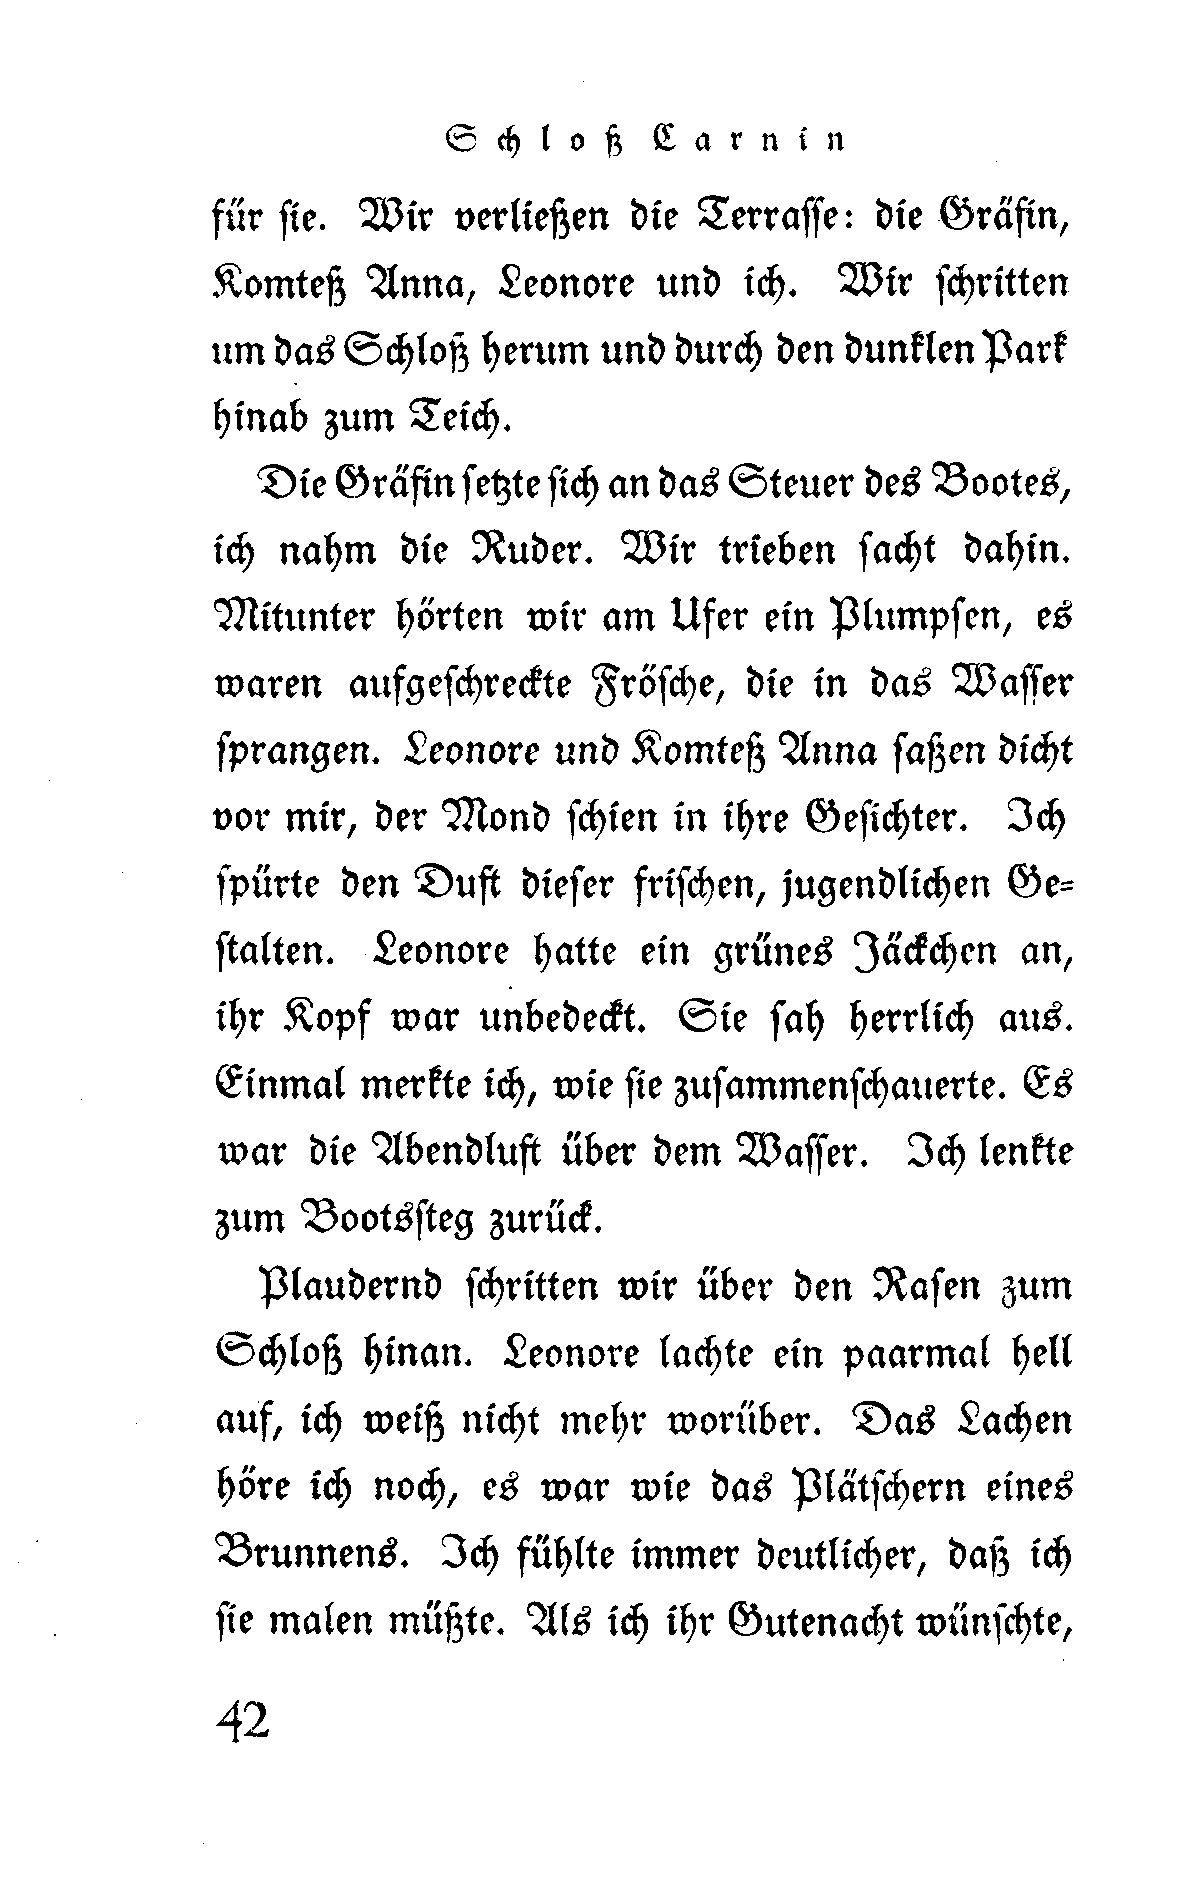 Schloß Carnin
für sie. Wir verließen die Terrasse: die Gräfin,
Komteß Anna, Leonore und ich. Wir schritten
um das Schloß herum und durch den dunklen Park
hinab zum Teich.
Die Gräfin setzte sich an das Steuer des Bootes,
ich nahm die Ruder. Wir trieben sacht dahin.
Mitunter hörten wir am Ufer ein Plumpsen, es
waren aufgeschreckte Frösche, die in das Wasser
sprangen. Leonore und Komteß Anna saßen dicht
vor mir, der Mond schien in ihre Gesichter. Ich
spürte den Duft dieser frischen, jugendlichen Ge-
stalten. Leonore hatte ein grünes Jäckchen an,
ihr Kopf war unbedeckt. Sie sah herrlich aus.
Einmal merkte ich, wie sie zusammenschauerte. Es
war die Abendluft über dem Wasser. Ich lenkte
zum Bootssteg zurück.
Plaudernd schritten wir über den Rasen zum
Schloß hinan. Leonore lachte ein paarmal hell
auf, ich weiß nicht mehr worüber. Das Lachen
höre ich noch, es war wie das Plätschern eines
Brunnens. Ich fühlte immer deutlicher, daß ich
sie malen müßte. Als ich ihr Gutenacht wünschte,
42